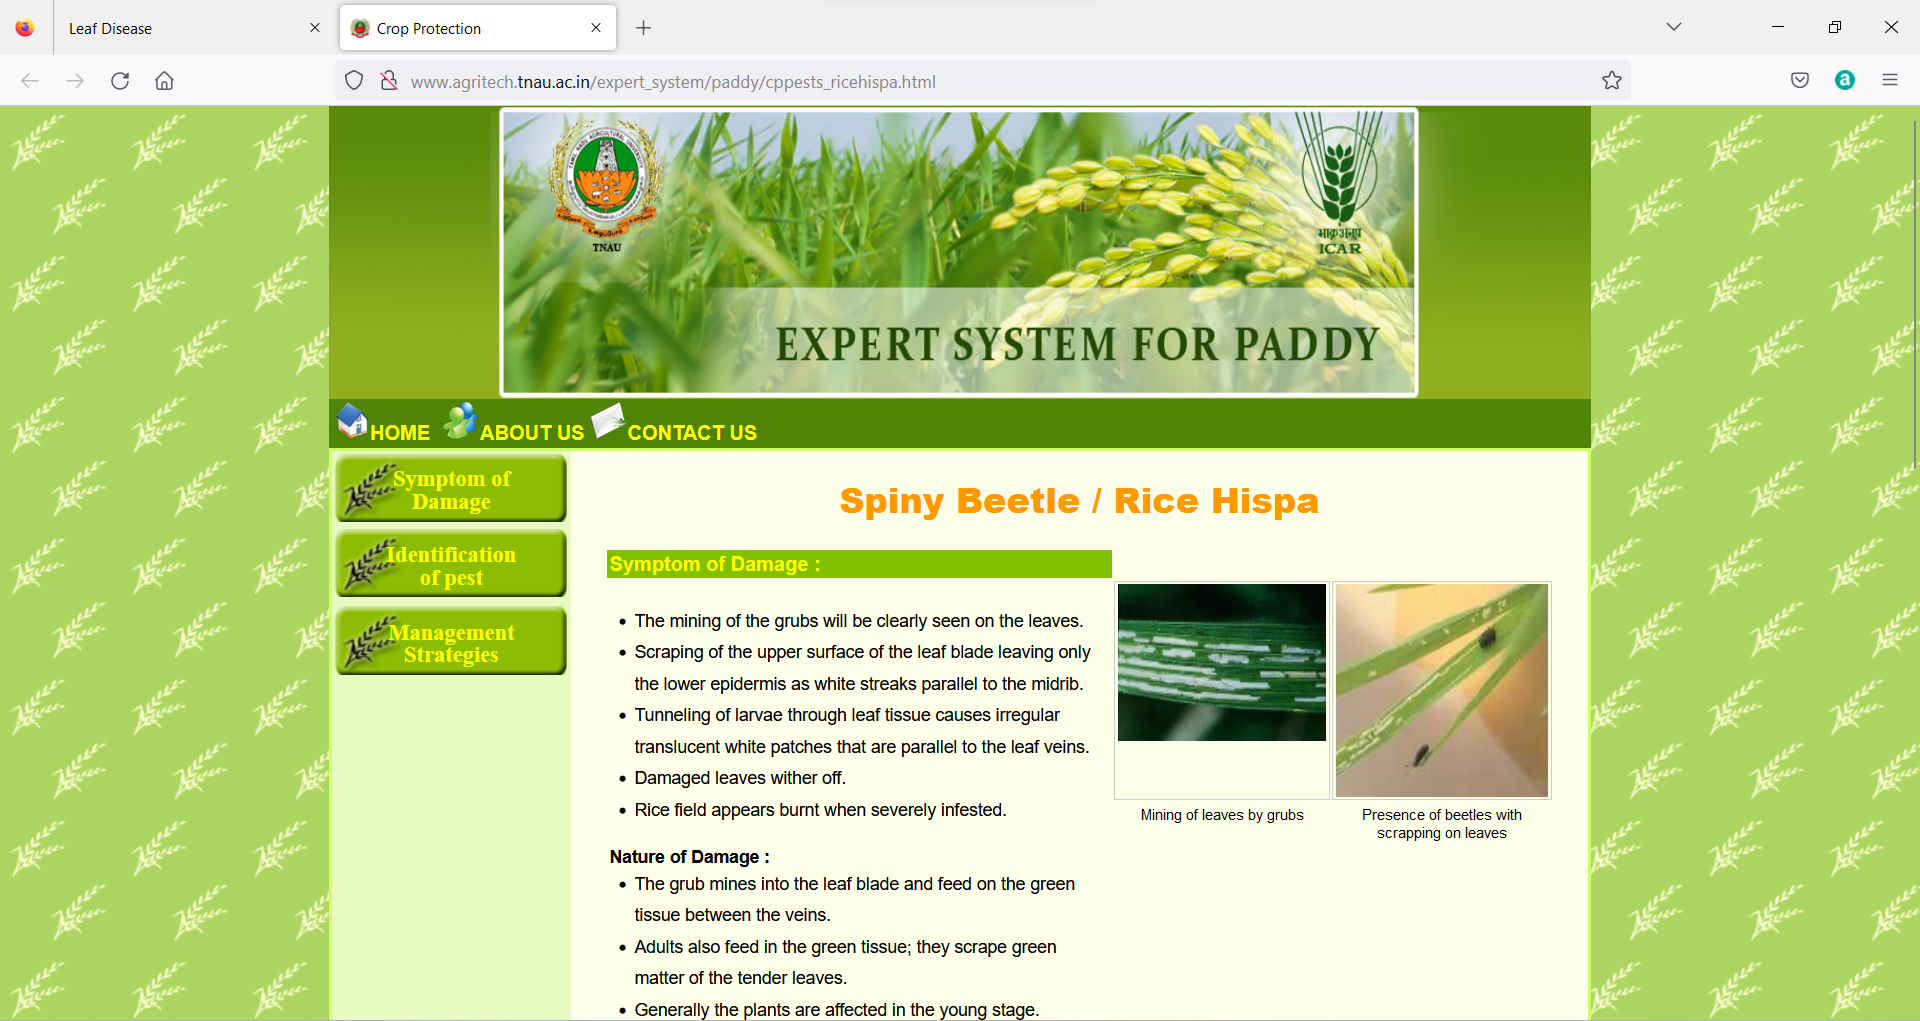 Leaf Disease
Crop Protection
www.agritech.tnau.ac.in/expert_system/paddy/cppests_ricehispa.html
TNAU
भाकृअनुप
ICAR
EXPERT SYSTEM FOR PADDY
HOME ABOUT US CONTACT US
Symptom of
Damage
Identification
of pest
Management
Strategies
Spiny Beetle / Rice Hispa
Symptom of Damage :
• The mining of the grubs will be clearly seen on the leaves.
• Scraping of the upper surface of the leaf blade leaving only
the lower epidermis as white streaks parallel to the midrib.
• Tunneling of larvae through leaf tissue causes irregular
translucent white patches that are parallel to the leaf veins.
• Damaged leaves wither off.
• Rice field appears burnt when severely infested.
Mining of leaves by grubs
Presence of beetles with
scrapping on leaves
Nature of Damage :
• The grub mines into the leaf blade and feed on the green
tissue between the veins.
• Adults also feed in the green tissue; they scrape green
matter of the tender leaves.
• Generally the plants are affected in the young stage.